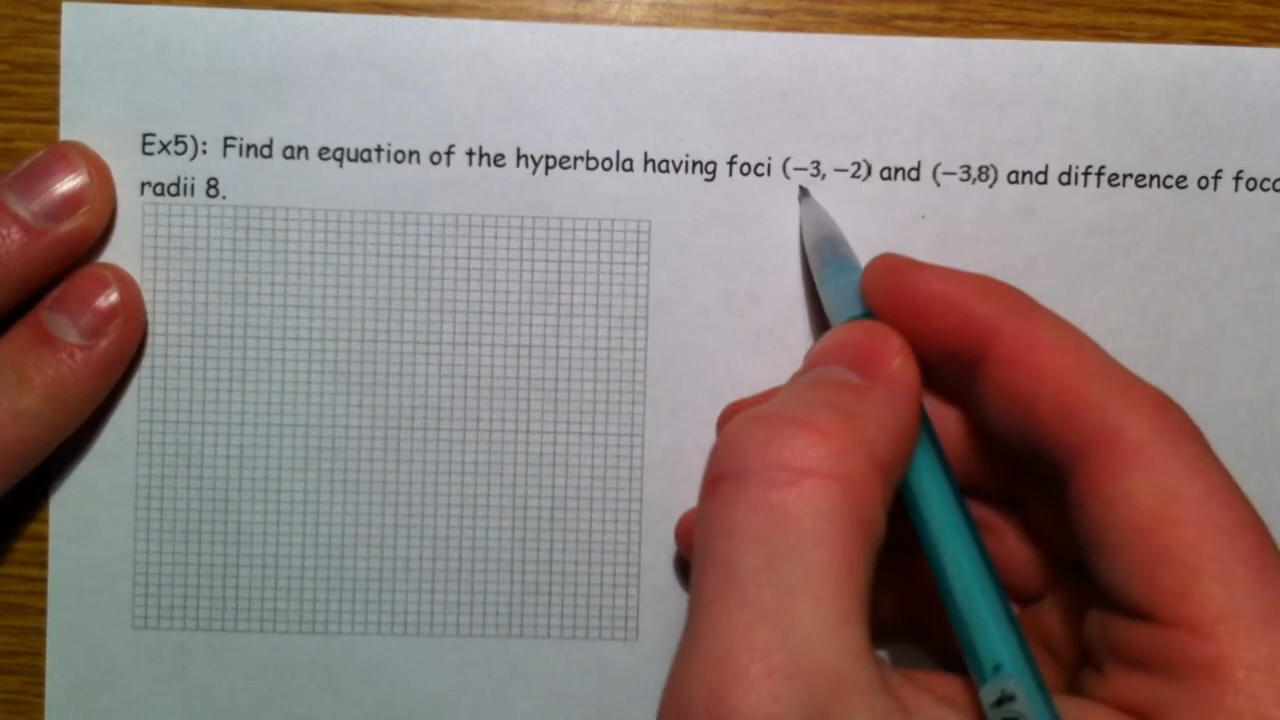 Ex5): Find an equation of the hyperbola having foci (−3, −2) and (−3,8) and difference of
radii 8.